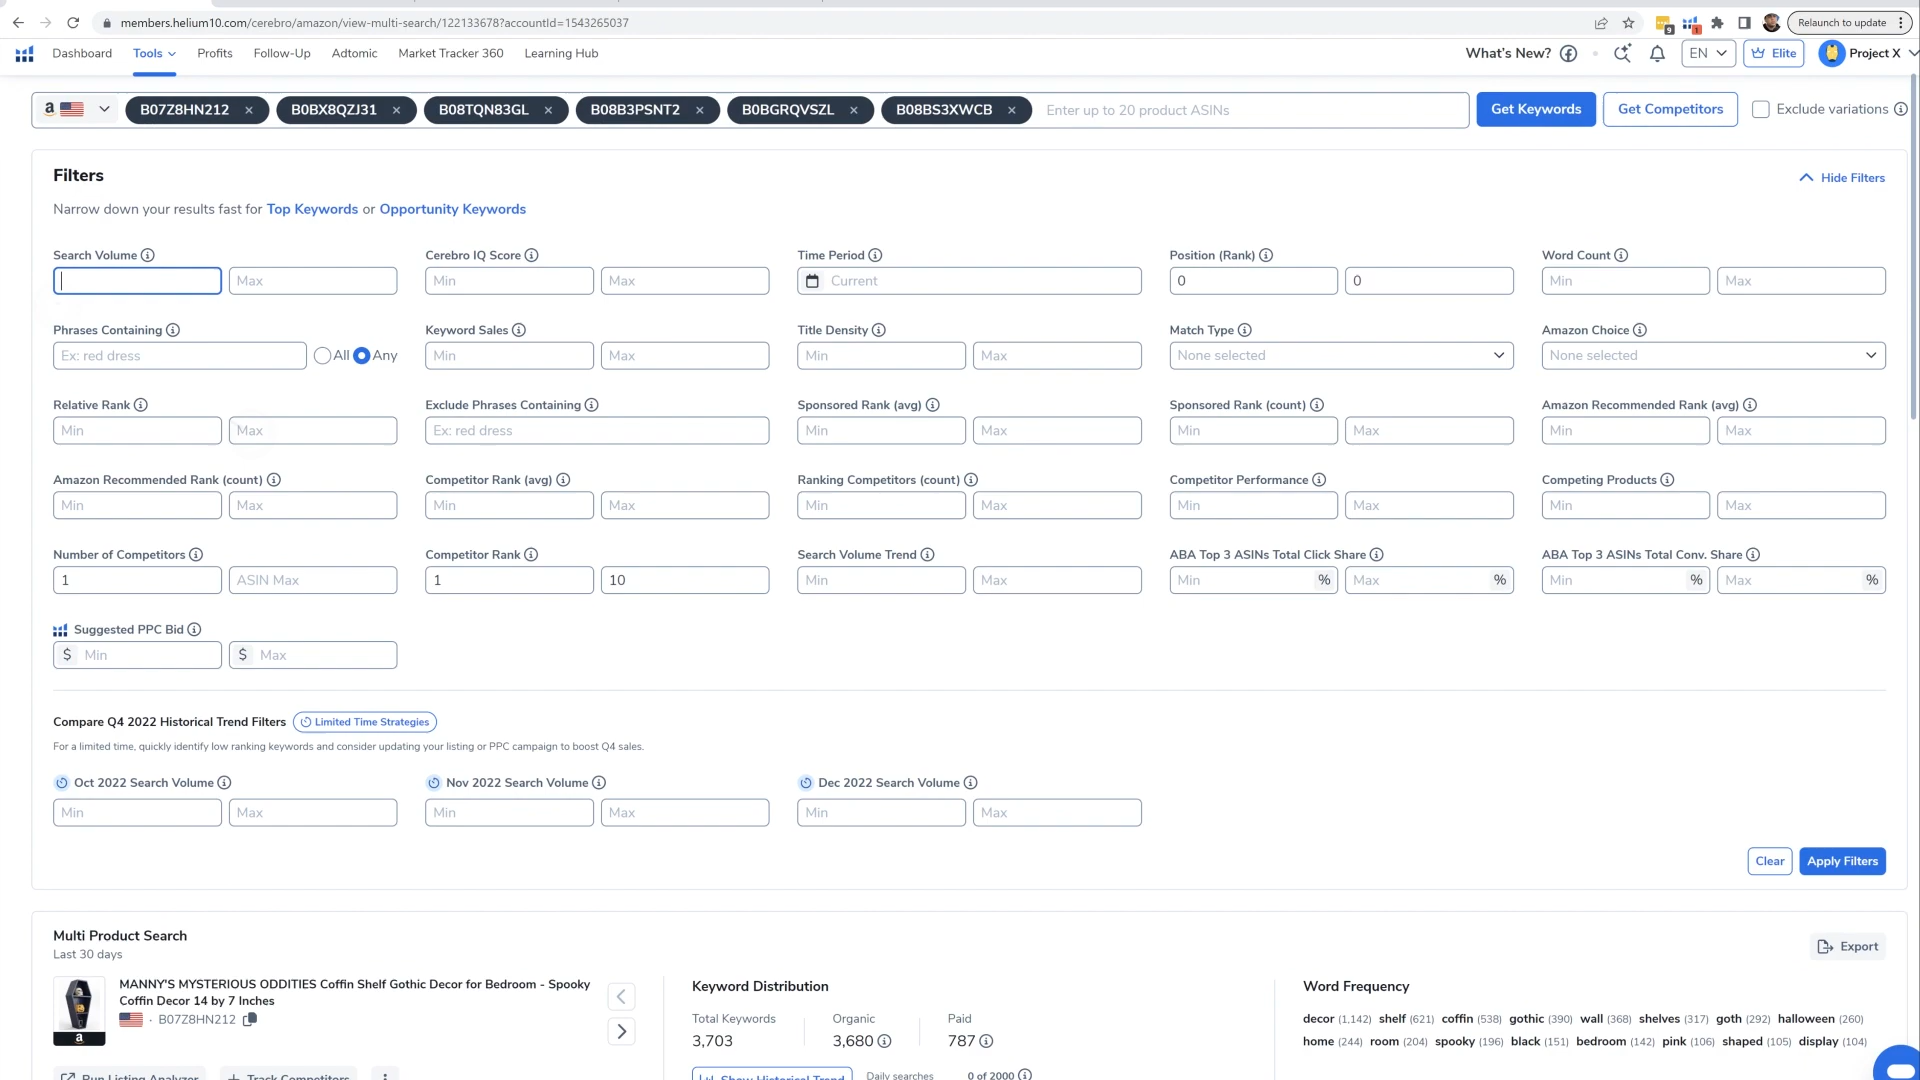 members.helium10.com/cerebro/amazon/view-multi-search/122133678?accountId=1543265037
9
1
Relaunch to update
Dashboard Tools Profits Follow-Up Adtomic Market Tracker 360 Learning Hub
What's New? EN Elite Project X
a B07Z8HN212 × B0BX8QZJ31 × B08TQN83GL × B08B3PSNT2 × B0BGRQVSZL × B08BS3XWCB × Enter up to 20 product ASINs Get Keywords Get Competitors Exclude variations
Filters
Hide Filters
Narrow down your results fast for Top Keywords or Opportunity Keywords
Search Volume Cerebro IQ Score Time Period Position (Rank) Word Count
Max Min Max Current 0 0 Min Max
Phrases Containing Keyword Sales Title Density Match Type Amazon Choice
Ex: red dress All Any Min Max Min Max None selected None selected
Relative Rank Exclude Phrases Containing Sponsored Rank (avg) Sponsored Rank (count) Amazon Recommended Rank (avg)
Min Max Ex: red dress Min Max Min Max Min Max
Amazon Recommended Rank (count) Competitor Rank (avg) Ranking Competitors (count) Competitor Performance Competing Products
Min Max Min Max Min Max Min Max Min Max
Number of Competitors Competitor Rank Search Volume Trend ABA Top 3 ASINs Total Click Share ABA Top 3 ASINs Total Conv. Share
1 ASIN Max 1 10 Min Max Min % Max % Min % Max %
Suggested PPC Bid
$ Min $ Max
Compare Q4 2022 Historical Trend Filters Limited Time Strategies
For a limited time, quickly identify low ranking keywords and consider updating your listing or PPC campaign to boost Q4 sales.
Oct 2022 Search Volume Nov 2022 Search Volume Dec 2022 Search Volume
Min Max Min Max Min Max
Clear Apply Filters
Multi Product Search
Last 30 days
Export
MANNY'S MYSTERIOUS ODDITIES Coffin Shelf Gothic Decor for Bedroom - Spooky
Coffin Decor 14 by 7 Inches
· B07Z8HN212
a
Run Listing Analyzer + Track Competitors
Keyword Distribution
Total Keywords Organic Paid
3,703 3,680 787
Show Historical Trend Daily searches 0 of 2000
Word Frequency
decor (1,142) shelf (621) coffin (538) gothic (390) wall (368) shelves (317) goth (292) halloween (260)
home (244) room (204) spooky (196) black (151) bedroom (142) pink (106) shaped (105) display (104)